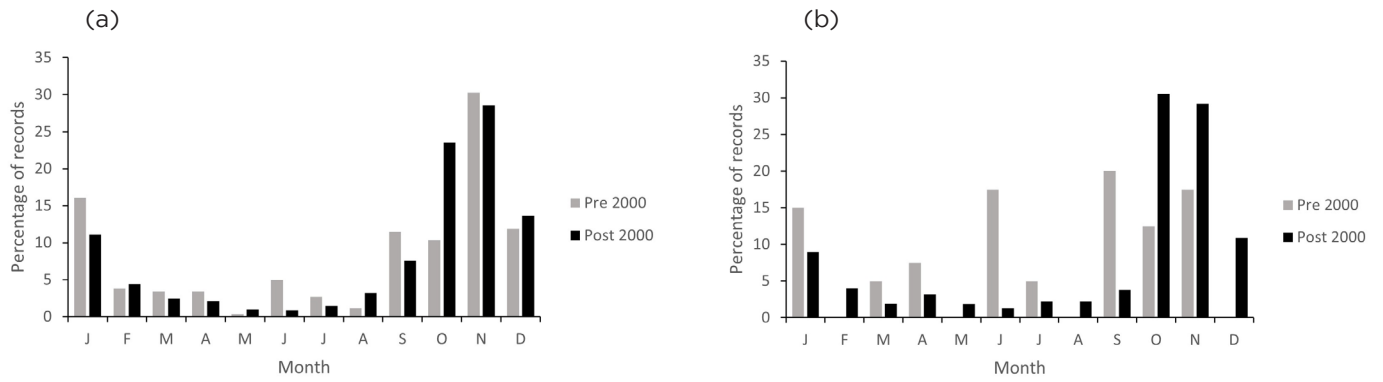 (a)
35
30
25
20
15
10
5
0
Percentage of records
J F M A M J J A S O N D
Month
Pre 2000
Post 2000
(b)
35
30
25
20
15
10
5
0
Percentage of records
J F M A M J J A S O N D
Month
Pre 2000
Post 2000